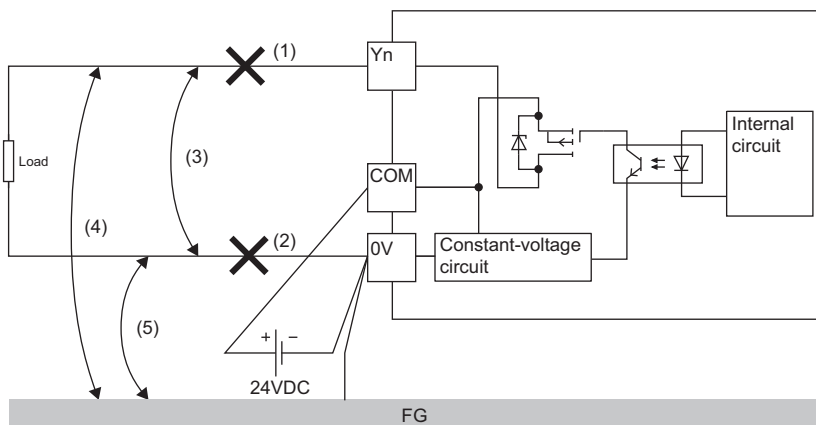 (1)
Yn
Internal
circuit
(3)
Load
COM
(4)
(2)
0V
Constant-voltage
circuit
(5)
+ −
24VDC
FG